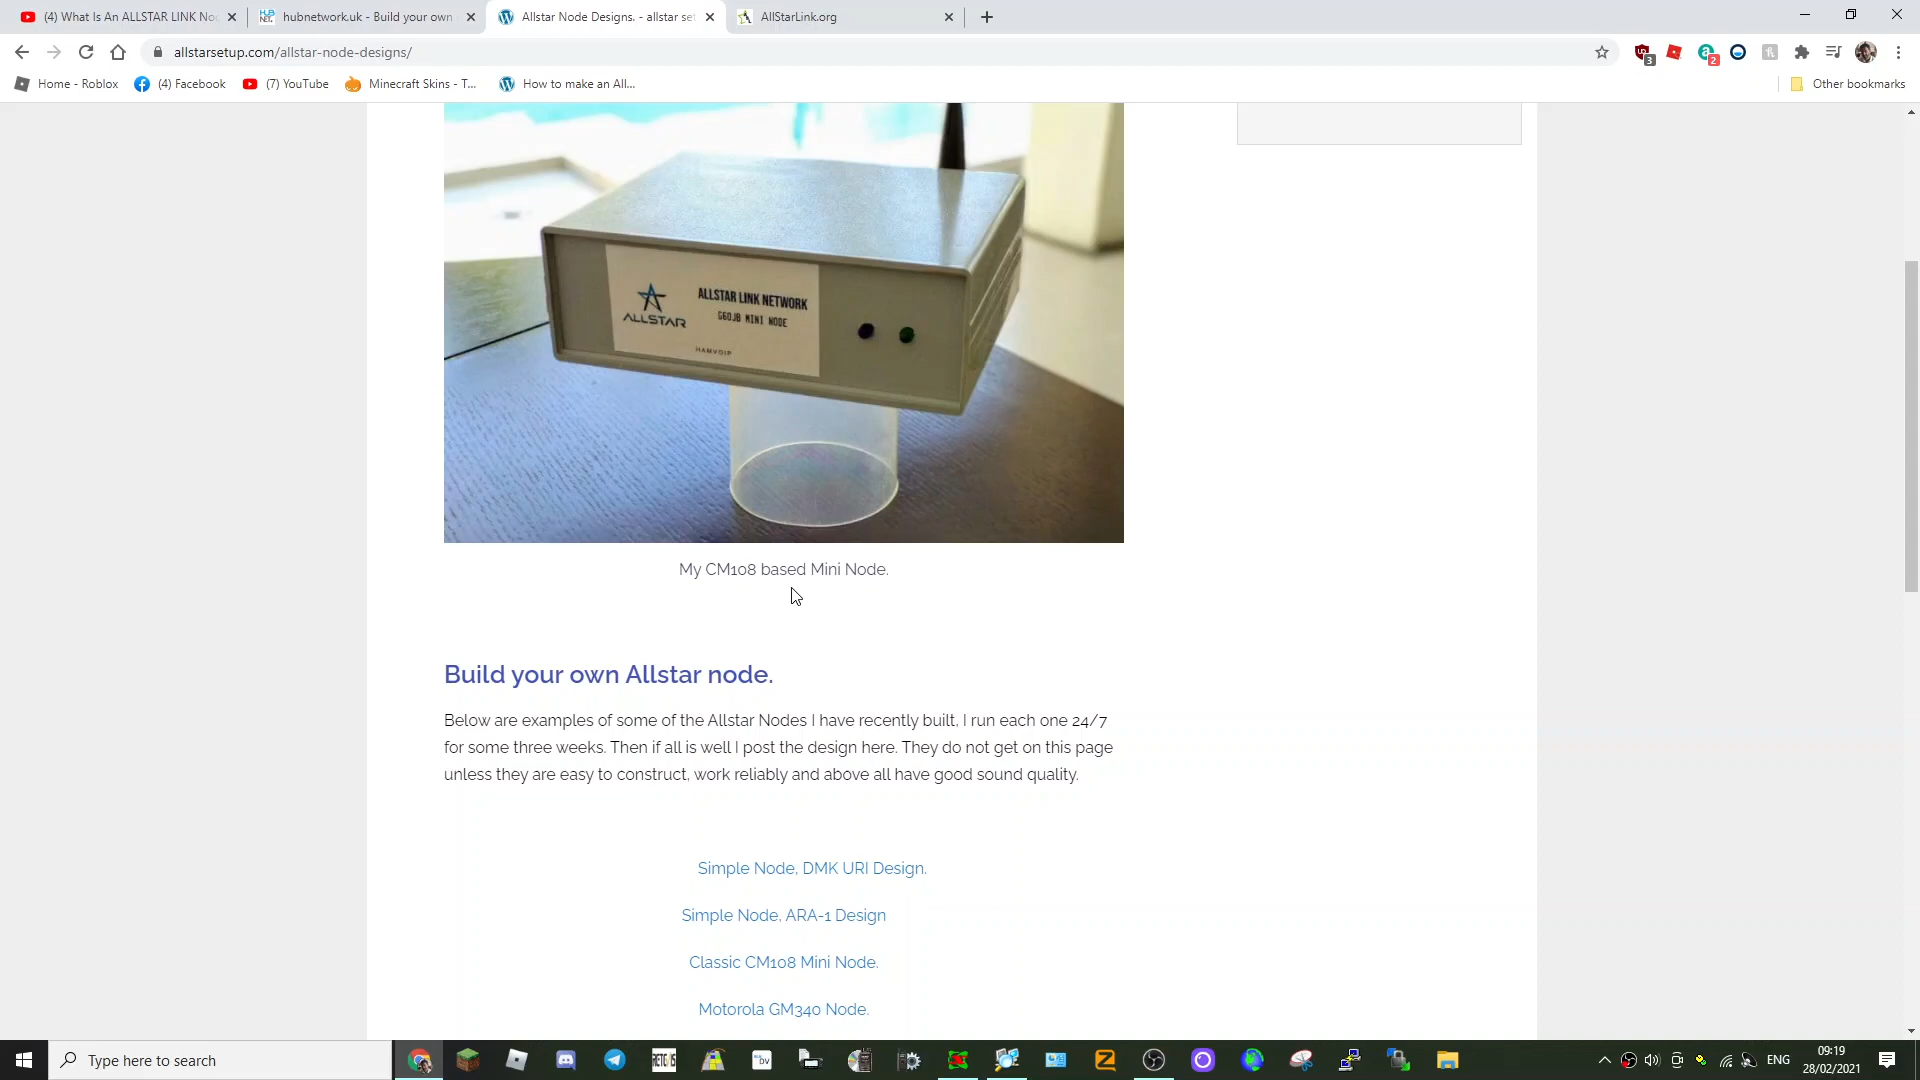 (4) What Is An ALLSTAR LINK No
hubnetwork.uk - Build your own
Allstar Node Designs. - allstar se
AllStarLink.org
allstarsetup.com/allstar-node-designs/
3
2
Home - Roblox
(4) Facebook
(7) YouTube
Minecraft Skins - T...
How to make an All...
Other bookmarks
ALLSTAR
ALLSTAR LINK NETWORK
G6OJB MINI NODE
HAMVOIP
My CM108 based Mini Node.
Build your own Allstar node.
Below are examples of some of the Allstar Nodes I have recently built, I run each one 24/7
for some three weeks. Then if all is well I post the design here. They do not get on this page
unless they are easy to construct, work reliably and above all have good sound quality.
Simple Node, DMK URI Design.
Simple Node, ARA-1 Design
Classic CM108 Mini Node.
Motorola GM340 Node.
Type here to search
bv
ENG
09:19
28/02/2021